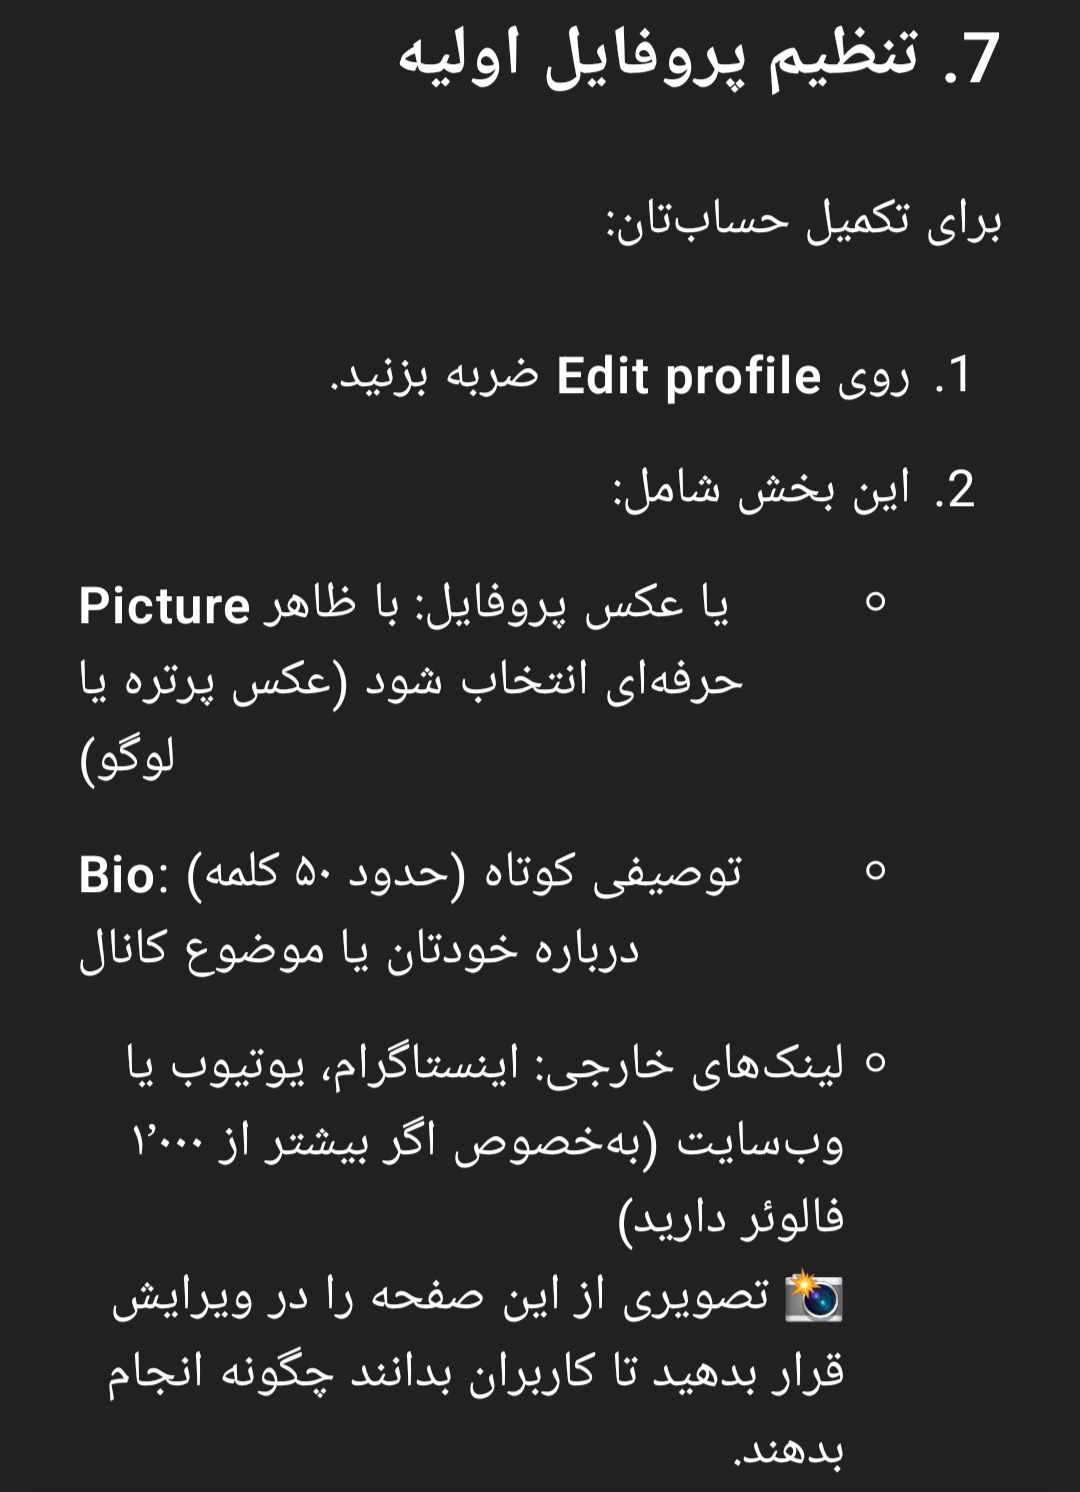 7. تنظیم پروفایل اولیه
برای تکمیل حساب‌تان:
1. روی Edit profile ضربه بزنید.
2. این بخش شامل:
Picture یا عکس پروفایل: با ظاهر
حرفه‌ای انتخاب شود (عکس پرتره یا
لوگو)
Bio: توصیفی کوتاه (حدود ۵۰ کلمه)
درباره خودتان یا موضوع کانال
لینک‌های خارجی: اینستاگرام، یوتیوب یا
وب‌سایت (به‌خصوص اگر بیشتر از ۱٬۰۰۰
فالوئر دارید)
📸 تصویری از این صفحه را در ویرایش
قرار بدهید تا کاربران بدانند چگونه انجام
بدهند.